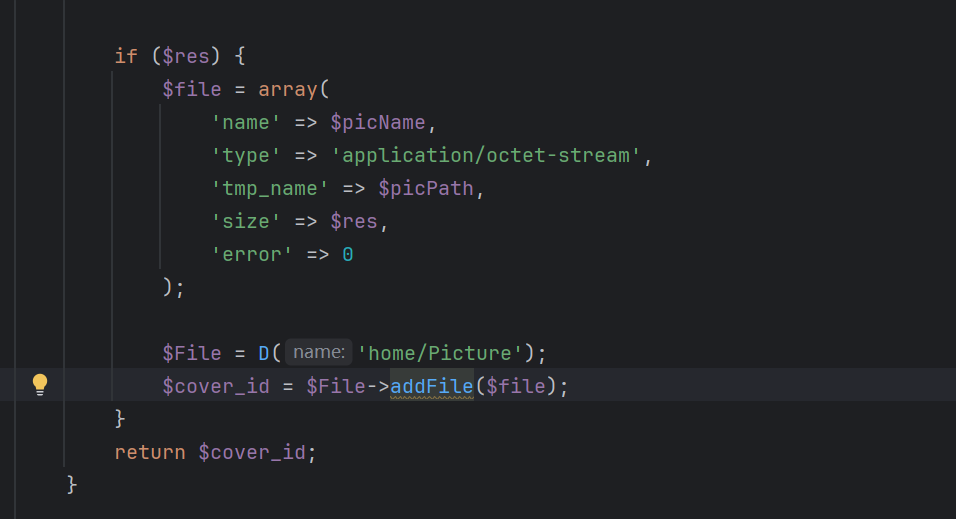 if ($res) {
$file = array(
'name' => $picName,
'type' => 'application/octet-stream',
'tmp_name' => $picPath,
'size' => $res,
'error' => 0
);
$File = D( name: 'home/Picture');
$cover_id = $File->addFile($file);
}
return $cover_id;
}